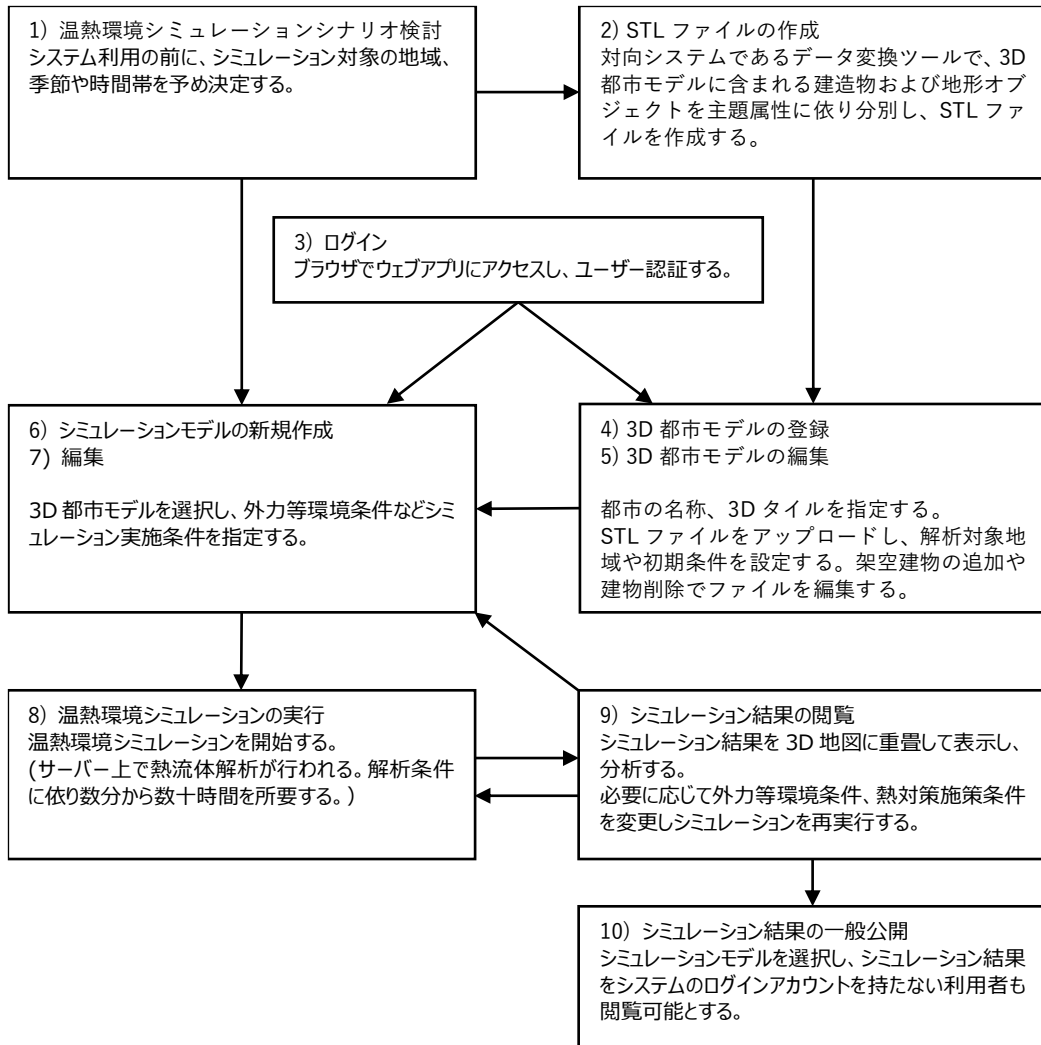 1) 温熱環境シミュレーションシナリオ検討
システム利用の前に、シミュレーション対象の地域、
季節や時間帯を予め決定する。
2) STL ファイルの作成
対向システムであるデータ変換ツールで、3D
都市モデルに含まれる建造物および地形オブ
ジェクトを主題属性に依り分別し、STL ファ
イルを作成する。
3) ログイン
ブラウザでウェブアプリにアクセスし、ユーザー認証する。
6) シミュレーションモデルの新規作成
7) 編集
3D 都市モデルを選択し、外力等環境条件などシミ
ュレーション実施条件を指定する。
4) 3D 都市モデルの登録
5) 3D 都市モデルの編集
都市の名称、3D タイルを指定する。
STL ファイルをアップロードし、解析対象地
域や初期条件を設定する。架空建物の追加や
建物削除でファイルを編集する。
8) 温熱環境シミュレーションの実行
温熱環境シミュレーションを開始する。
(サーバー上で熱流体解析が行われる。解析条件
に依り数分から数十時間を所要する。)
9) シミュレーション結果の閲覧
シミュレーション結果を 3D 地図に重畳して表示し、
分析する。
必要に応じて外力等環境条件、熱対策施策条件
を変更しシミュレーションを再実行する。
10) シミュレーション結果の一般公開
シミュレーションモデルを選択し、シミュレーション結果
をシステムのログインアカウントを持たない利用者も
閲覧可能とする。